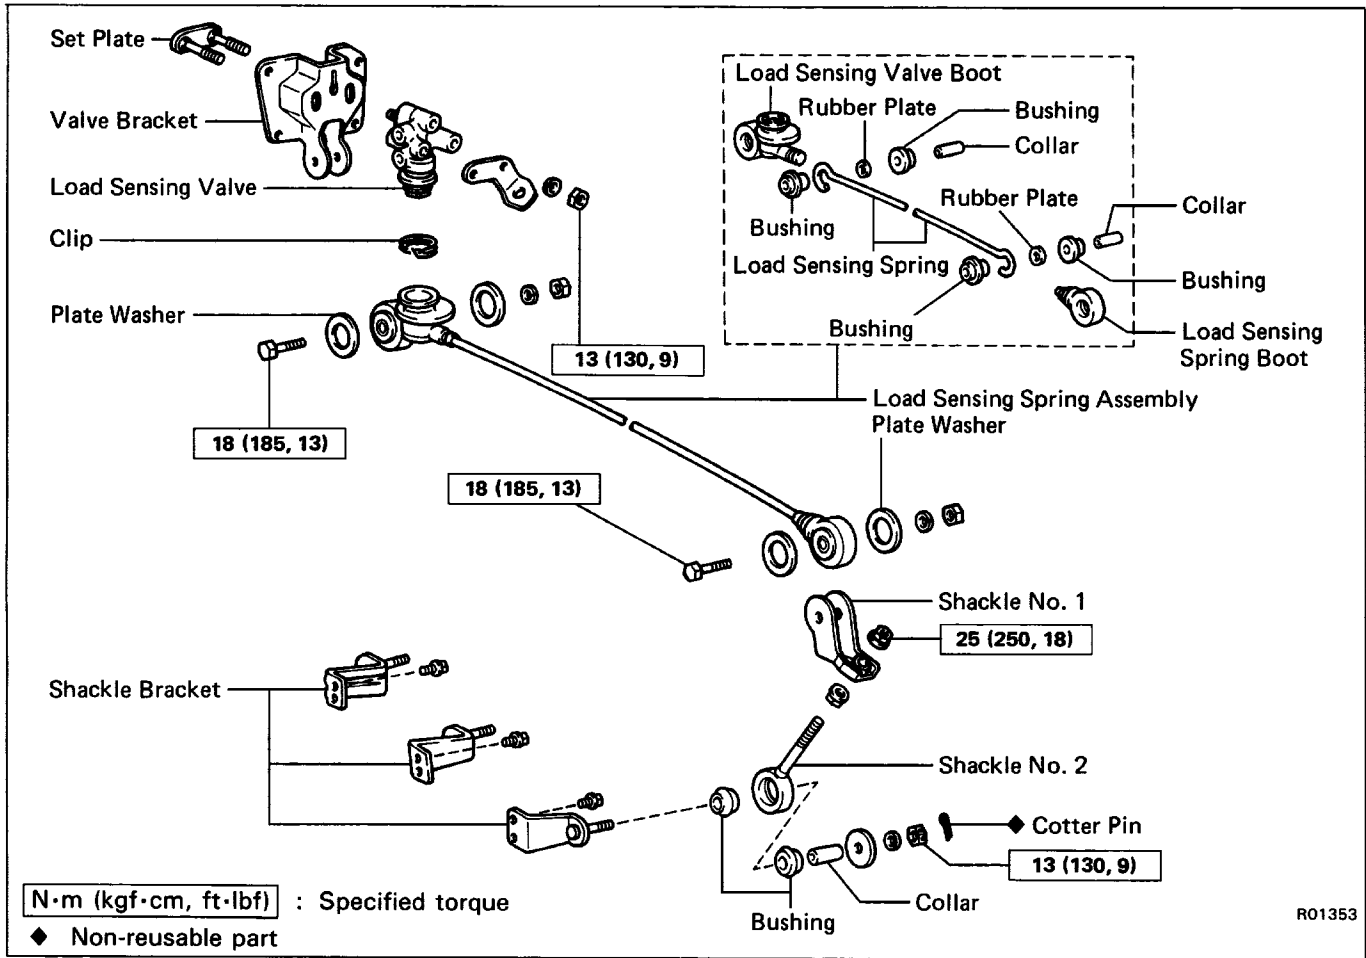 Set Plate
Valve Bracket
Load Sensing Valve
Clip
Plate Washer
18 (185, 13)
13 (130, 9)
Load Sensing Valve Boot
Rubber Plate
Bushing
Collar
Bushing
Rubber Plate
Collar
Load Sensing Spring
Bushing
Bushing
Load Sensing
Spring Boot
Load Sensing Spring Assembly
Plate Washer
18 (185, 13)
Shackle No. 1
25 (250, 18)
Shackle Bracket
Shackle No. 2
◆ Cotter Pin
13 (130, 9)
Collar
Bushing
N·m (kgf·cm, ft·lbf) : Specified torque
◆ Non-reusable part
R01353